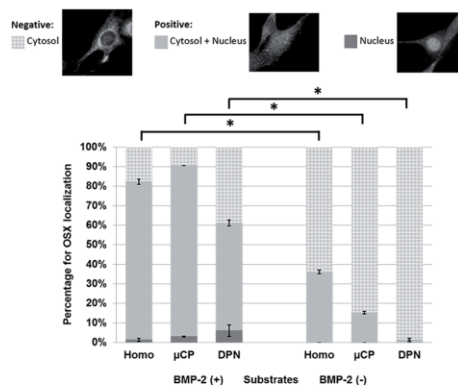 Negative:
Cytosol
Positive:
Cytosol + Nucleus
Nucleus
*
*
*
Percentage for OSX localization
100%
90%
80%
70%
60%
50%
40%
30%
20%
10%
0%
Homo µCP DPN Homo µCP DPN
BMP-2 (+) Substrates BMP-2 (-)